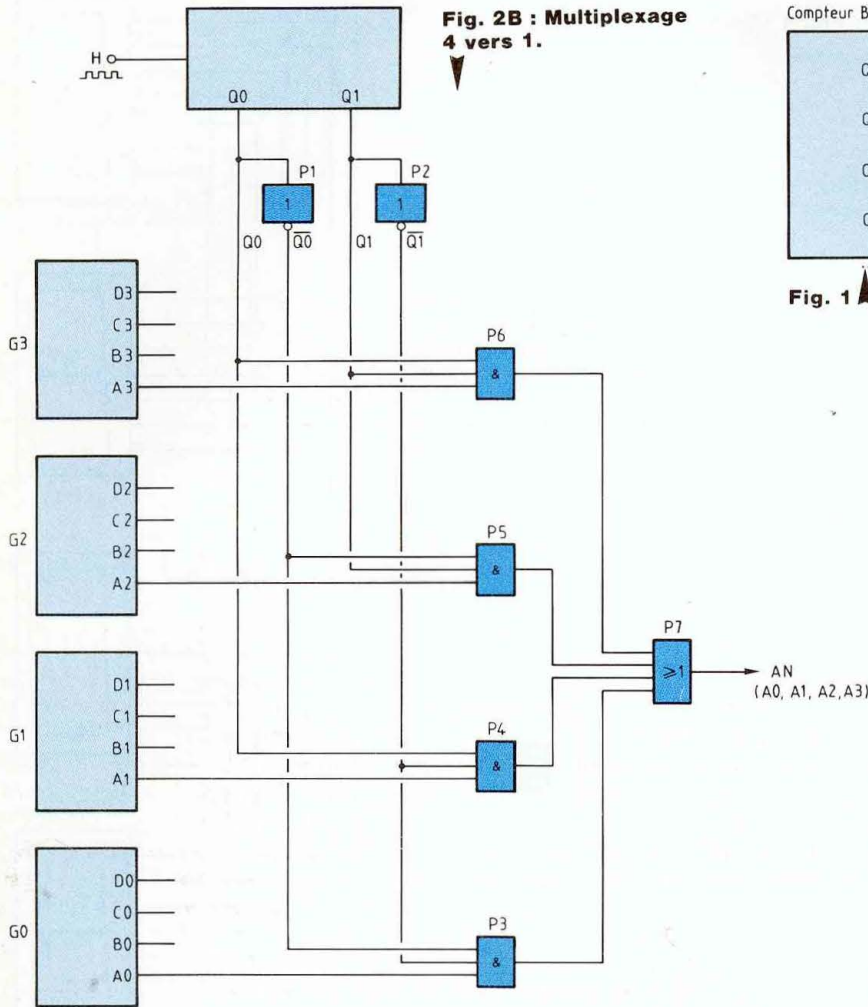 Fig. 2B : Multiplexage
4 vers 1.
Compteur B
H
Q0 Q1
P1 P2
1 1
Q0 Q̅0̅ Q1 Q̅1̅
Fig. 1
G3
D3
C3
B3
A3
P6
&
G2
D2
C2
B2
A2
P5
&
P7
≥1
AN
(A0, A1, A2, A3)
G1
D1
C1
B1
A1
P4
&
G0
D0
C0
B0
A0
P3
&